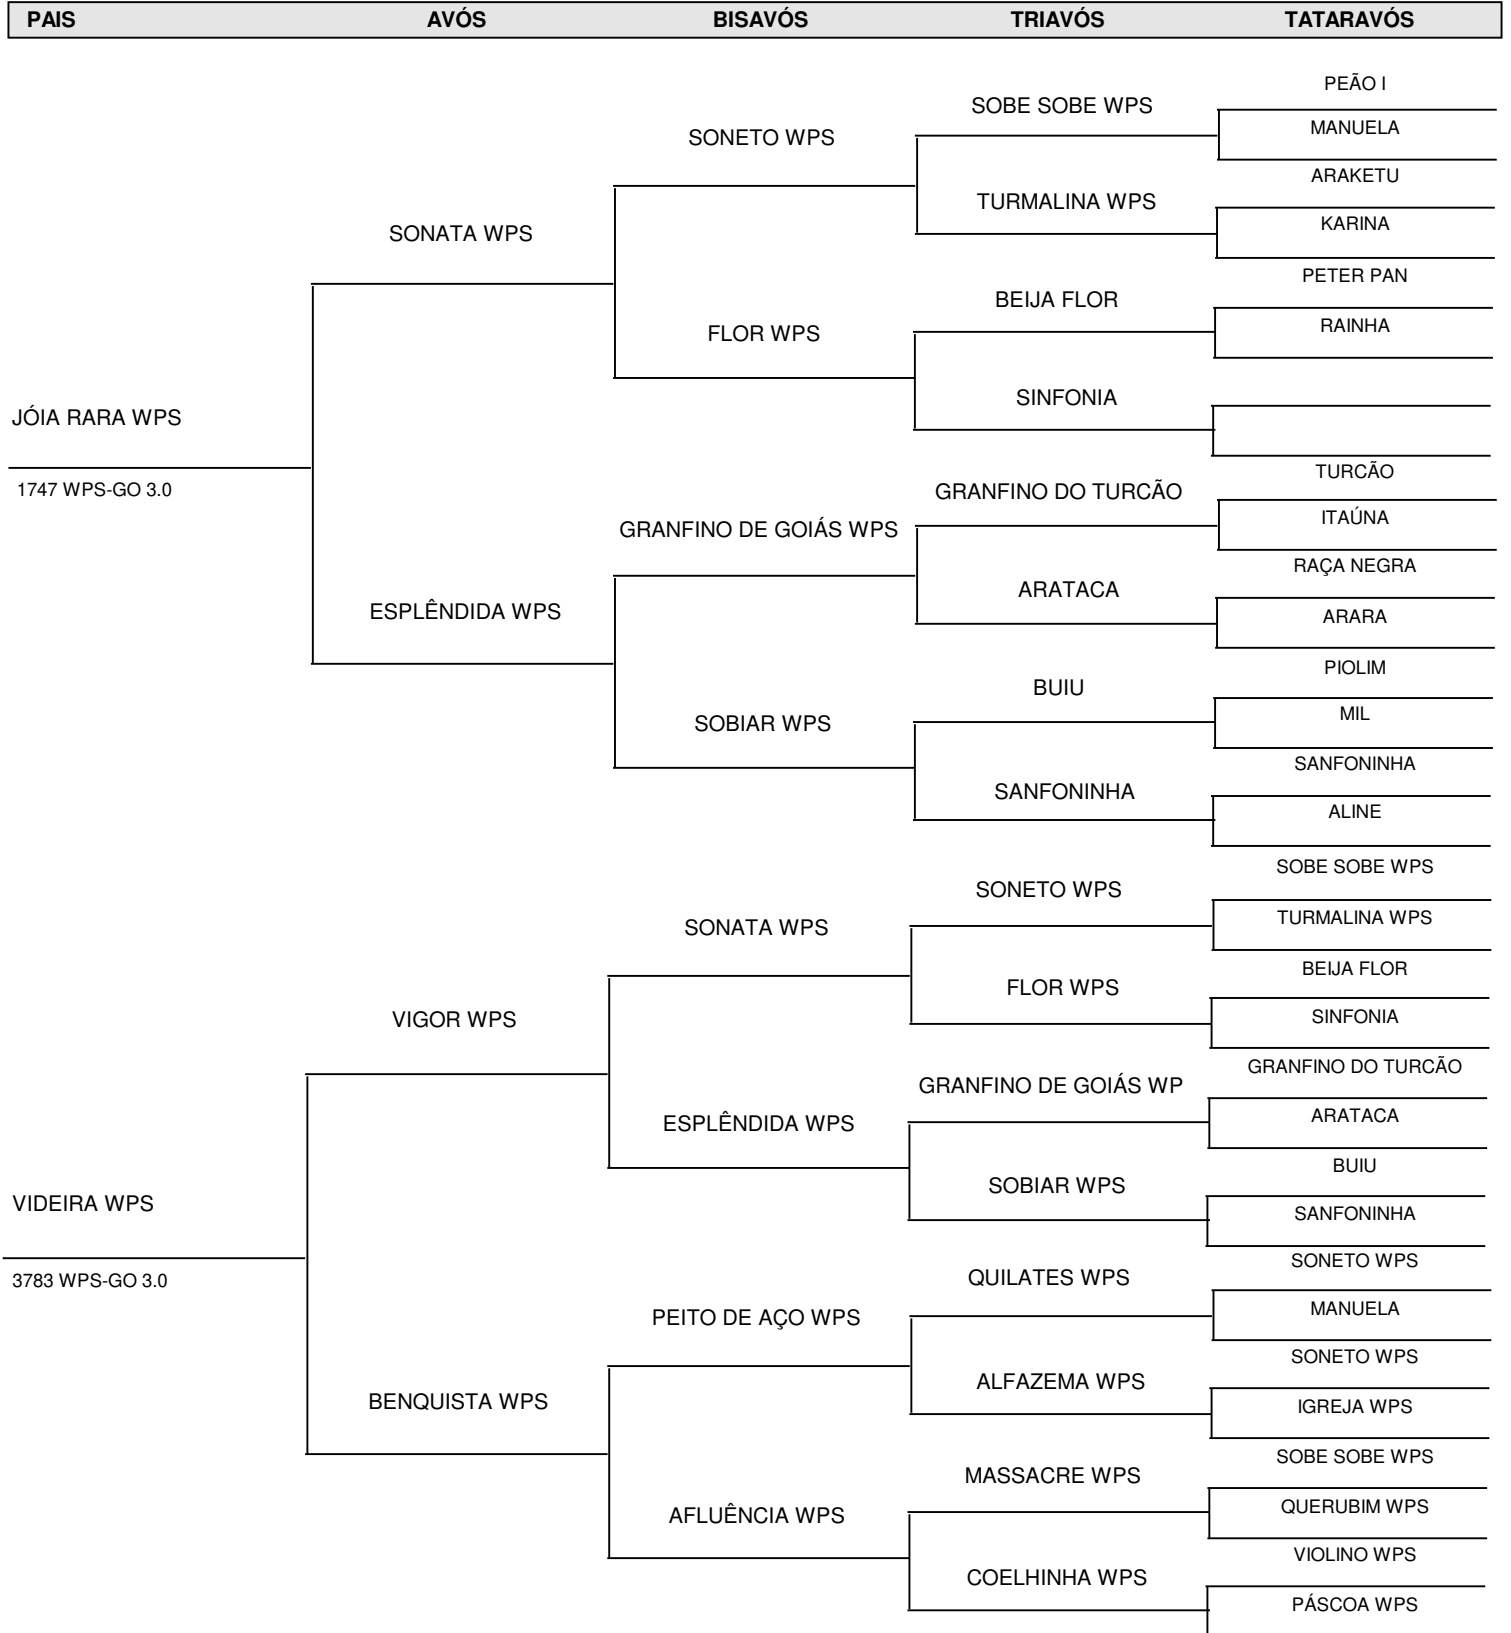 PAIS AVÓS BISAVÓS TRIAVÓS TATARAVÓS
PEÃO I
SOBE SOBE WPS
MANUELA
SONETO WPS
ARAKETU
TURMALINA WPS
KARINA
SONATA WPS
PETER PAN
BEIJA FLOR
RAINHA
FLOR WPS
SINFONIA
JÓIA RARA WPS
TURCÃO
1747 WPS-GO 3.0
GRANFINO DO TURCÃO
ITAÚNA
GRANFINO DE GOIÁS WPS
RAÇA NEGRA
ARATACA
ESPLÊNDIDA WPS
ARARA
PIOLIM
BUIU
MIL
SOBIAR WPS
SANFONINHA
SANFONINHA
ALINE
SOBE SOBE WPS
SONETO WPS
TURMALINA WPS
SONATA WPS
BEIJA FLOR
FLOR WPS
SINFONIA
VIGOR WPS
GRANFINO DO TURCÃO
GRANFINO DE GOIÁS WP
ARATACA
ESPLÊNDIDA WPS
BUIU
SOBIAR WPS
VIDEIRA WPS
SANFONINHA
SONETO WPS
3783 WPS-GO 3.0
QUILATES WPS
MANUELA
PEITO DE AÇO WPS
SONETO WPS
ALFAZEMA WPS
BENQUISTA WPS
IGREJA WPS
SOBE SOBE WPS
MASSACRE WPS
QUERUBIM WPS
AFLUÊNCIA WPS
VIOLINO WPS
COELHINHA WPS
PÁSCOA WPS